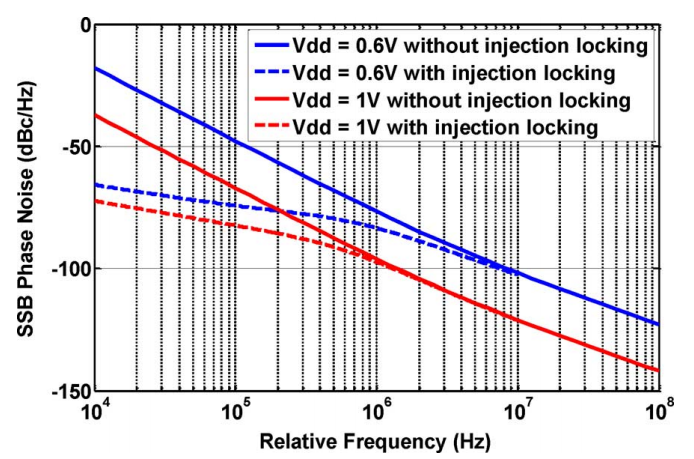 0
-50
-100
-150
SSB Phase Noise (dBc/Hz)
Vdd = 0.6V without injection locking
Vdd = 0.6V with injection locking
Vdd = 1V without injection locking
Vdd = 1V with injection locking
10^4 10^5 10^6 10^7 10^8
Relative Frequency (Hz)